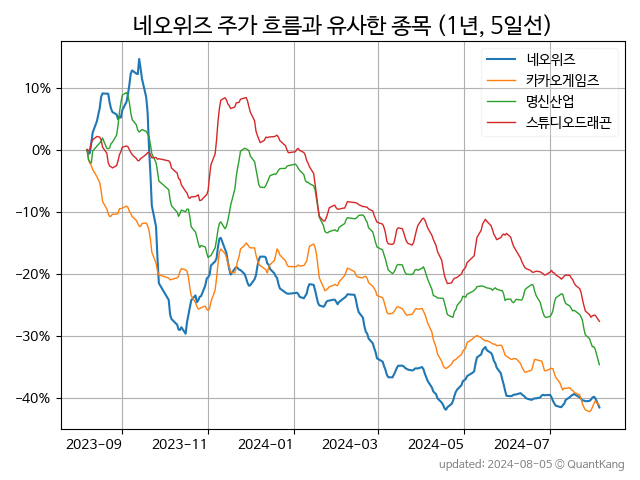 네오위즈 주가 흐름과 유사한 종목 (1년, 5일선)
네오위즈
카카오게임즈
명신산업
스튜디오드래곤
10%
0%
−10%
−20%
−30%
−40%
2023-09
2023-11
2024-01
2024-03
2024-05
2024-07
updated: 2024-08-05 © QuantKang